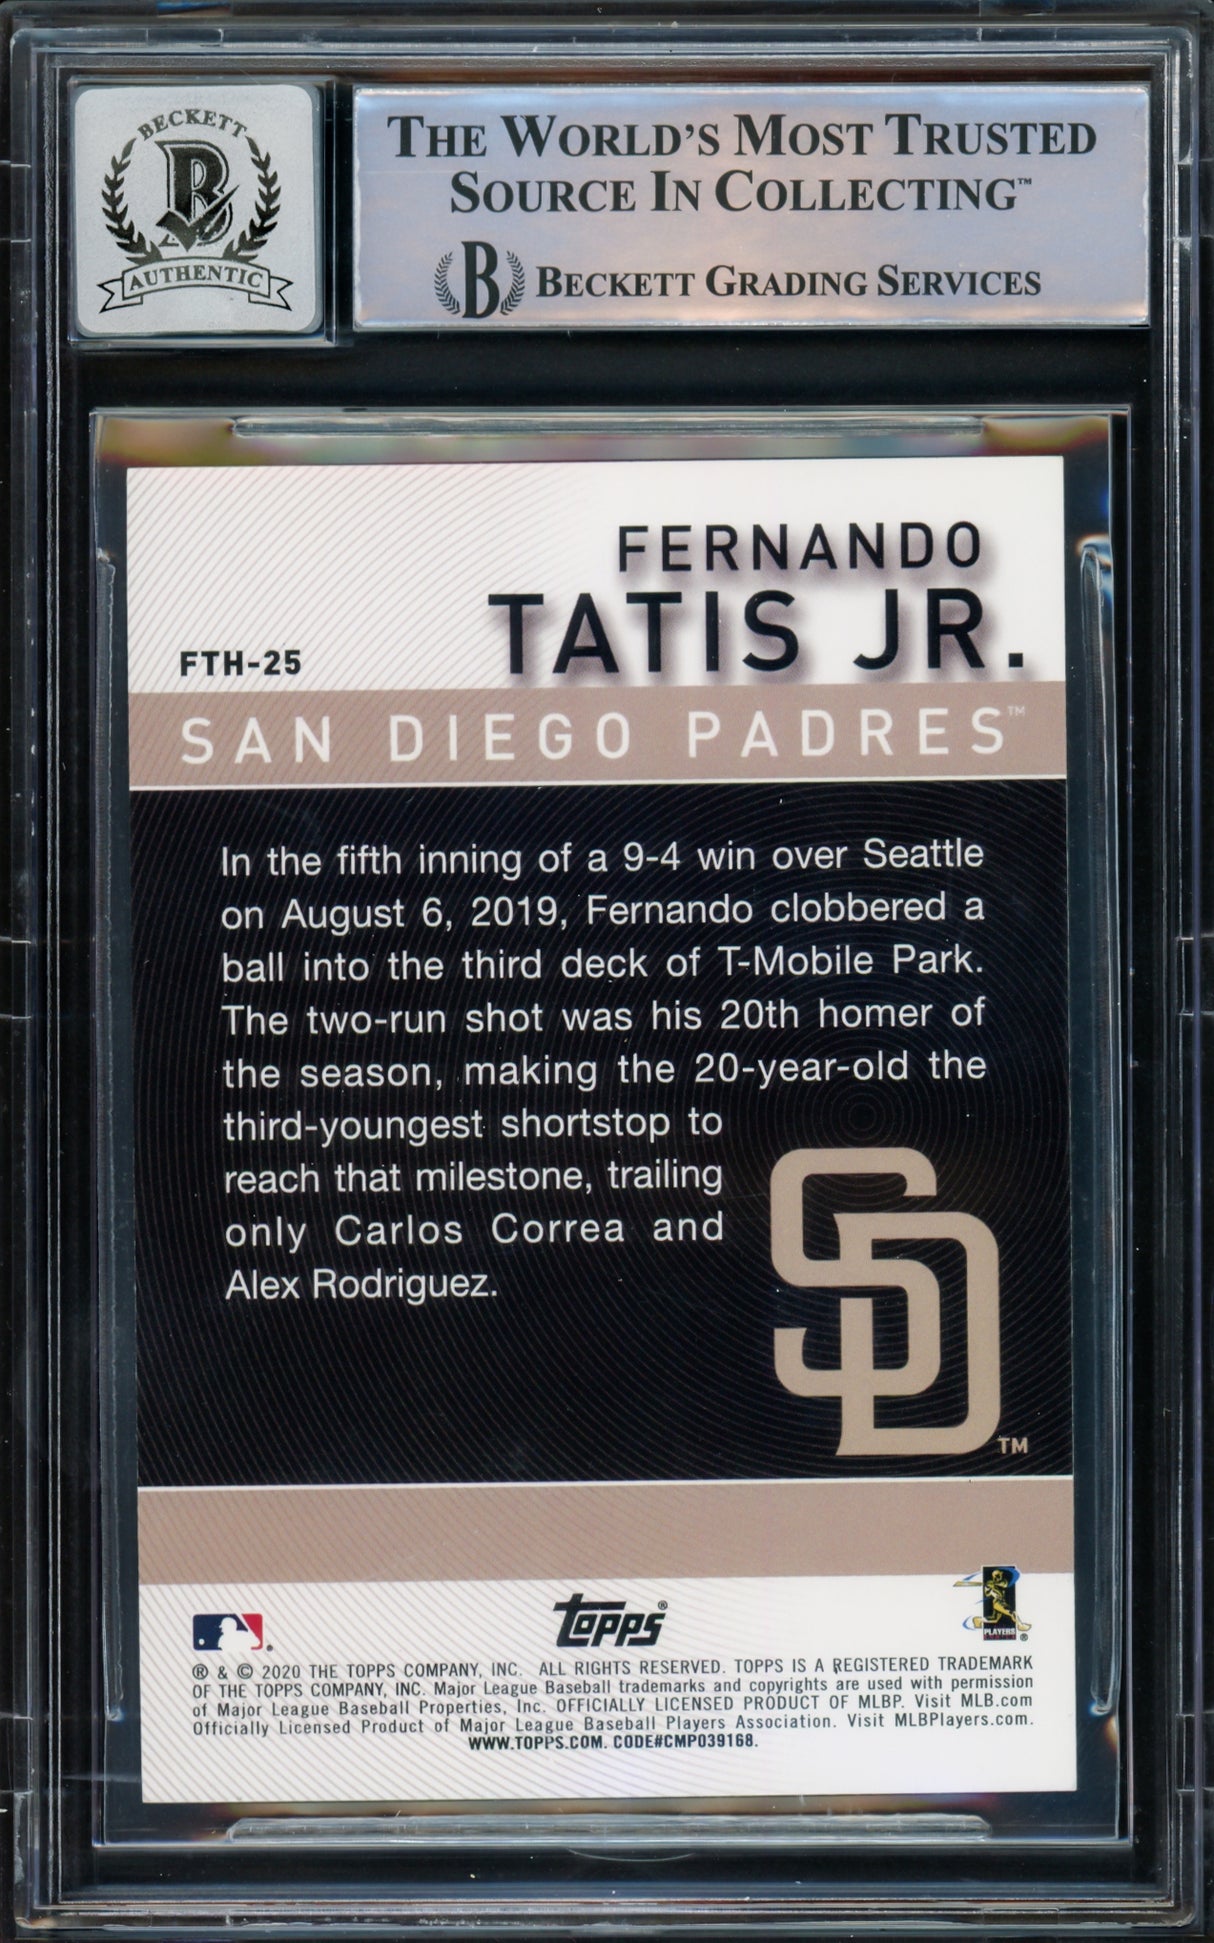 BECKETT
B
AUTHENTIC
THE WORLD'S MOST TRUSTED
SOURCE IN COLLECTING™
B BECKETT GRADING SERVICES
FERNANDO
TATIS JR.
FTH-25
SAN DIEGO PADRES™
In the fifth inning of a 9-4 win over Seattle
on August 6, 2019, Fernando clobbered a
ball into the third deck of T-Mobile Park.
The two-run shot was his 20th homer of
the season, making the 20-year-old the
third-youngest shortstop to
reach that milestone, trailing
only Carlos Correa and
Alex Rodriguez.
SD™
topps®
PLAYERS
® & © 2020 THE TOPPS COMPANY, INC. ALL RIGHTS RESERVED. TOPPS IS A REGISTERED TRADEMARK
OF THE TOPPS COMPANY, INC. Major League Baseball trademarks and copyrights are used with permission
of Major League Baseball Properties, Inc. OFFICIALLY LICENSED PRODUCT OF MLBP. Visit MLB.com
Officially Licensed Product of Major League Baseball Players Association. Visit MLBPlayers.com.
WWW.TOPPS.COM. CODE#CMP039168.